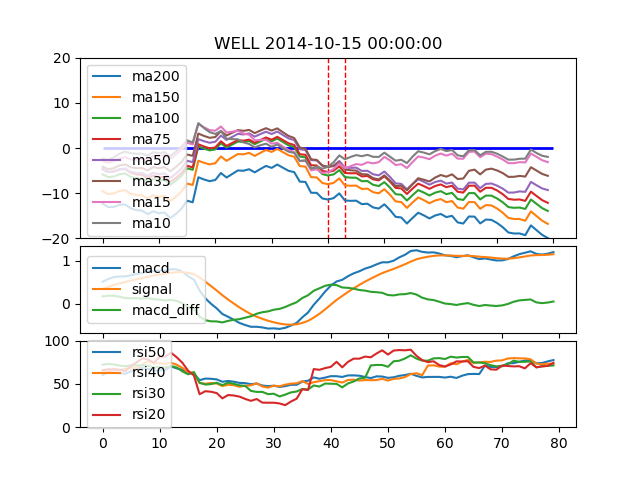 WELL 2014-10-15 00:00:00
20
10
0
−10
−20
ma200
ma150
ma100
ma75
ma50
ma35
ma15
ma10
1
0
macd
signal
macd_diff
100
50
0
rsi50
rsi40
rsi30
rsi20
0 10 20 30 40 50 60 70 80